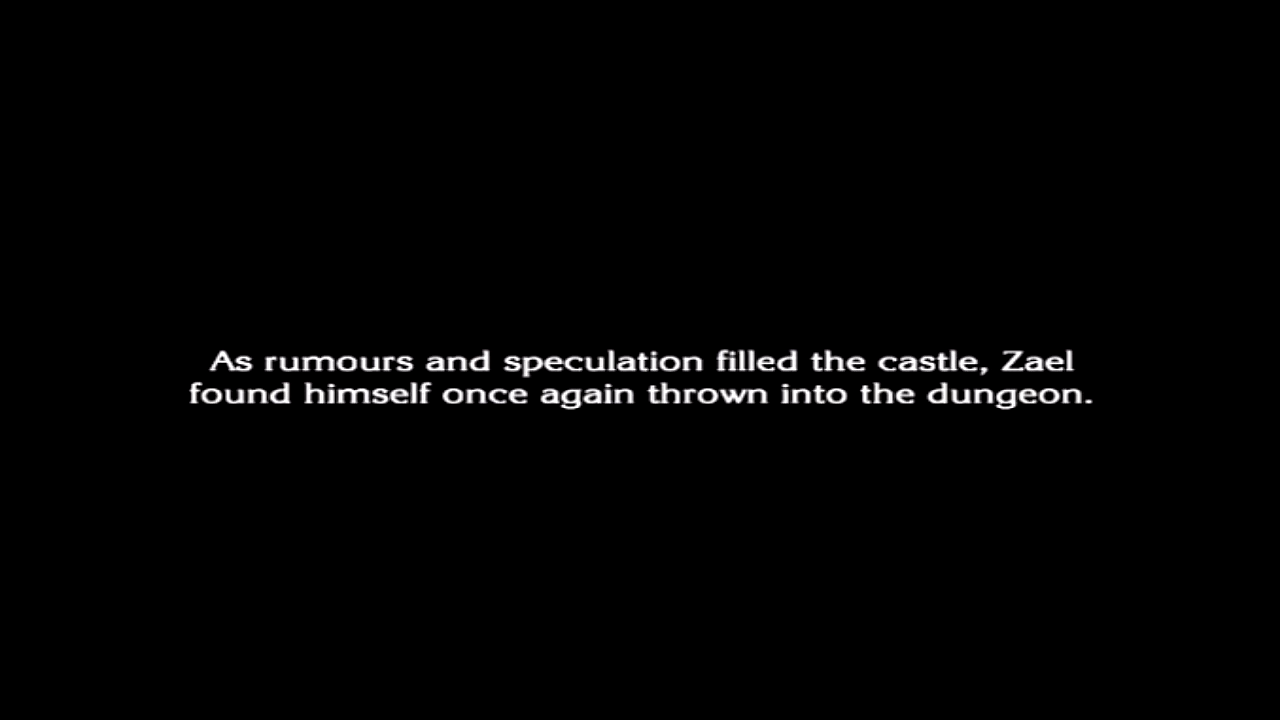 As rumours and speculation filled the castle, Zael
found himself once again thrown into the dungeon.